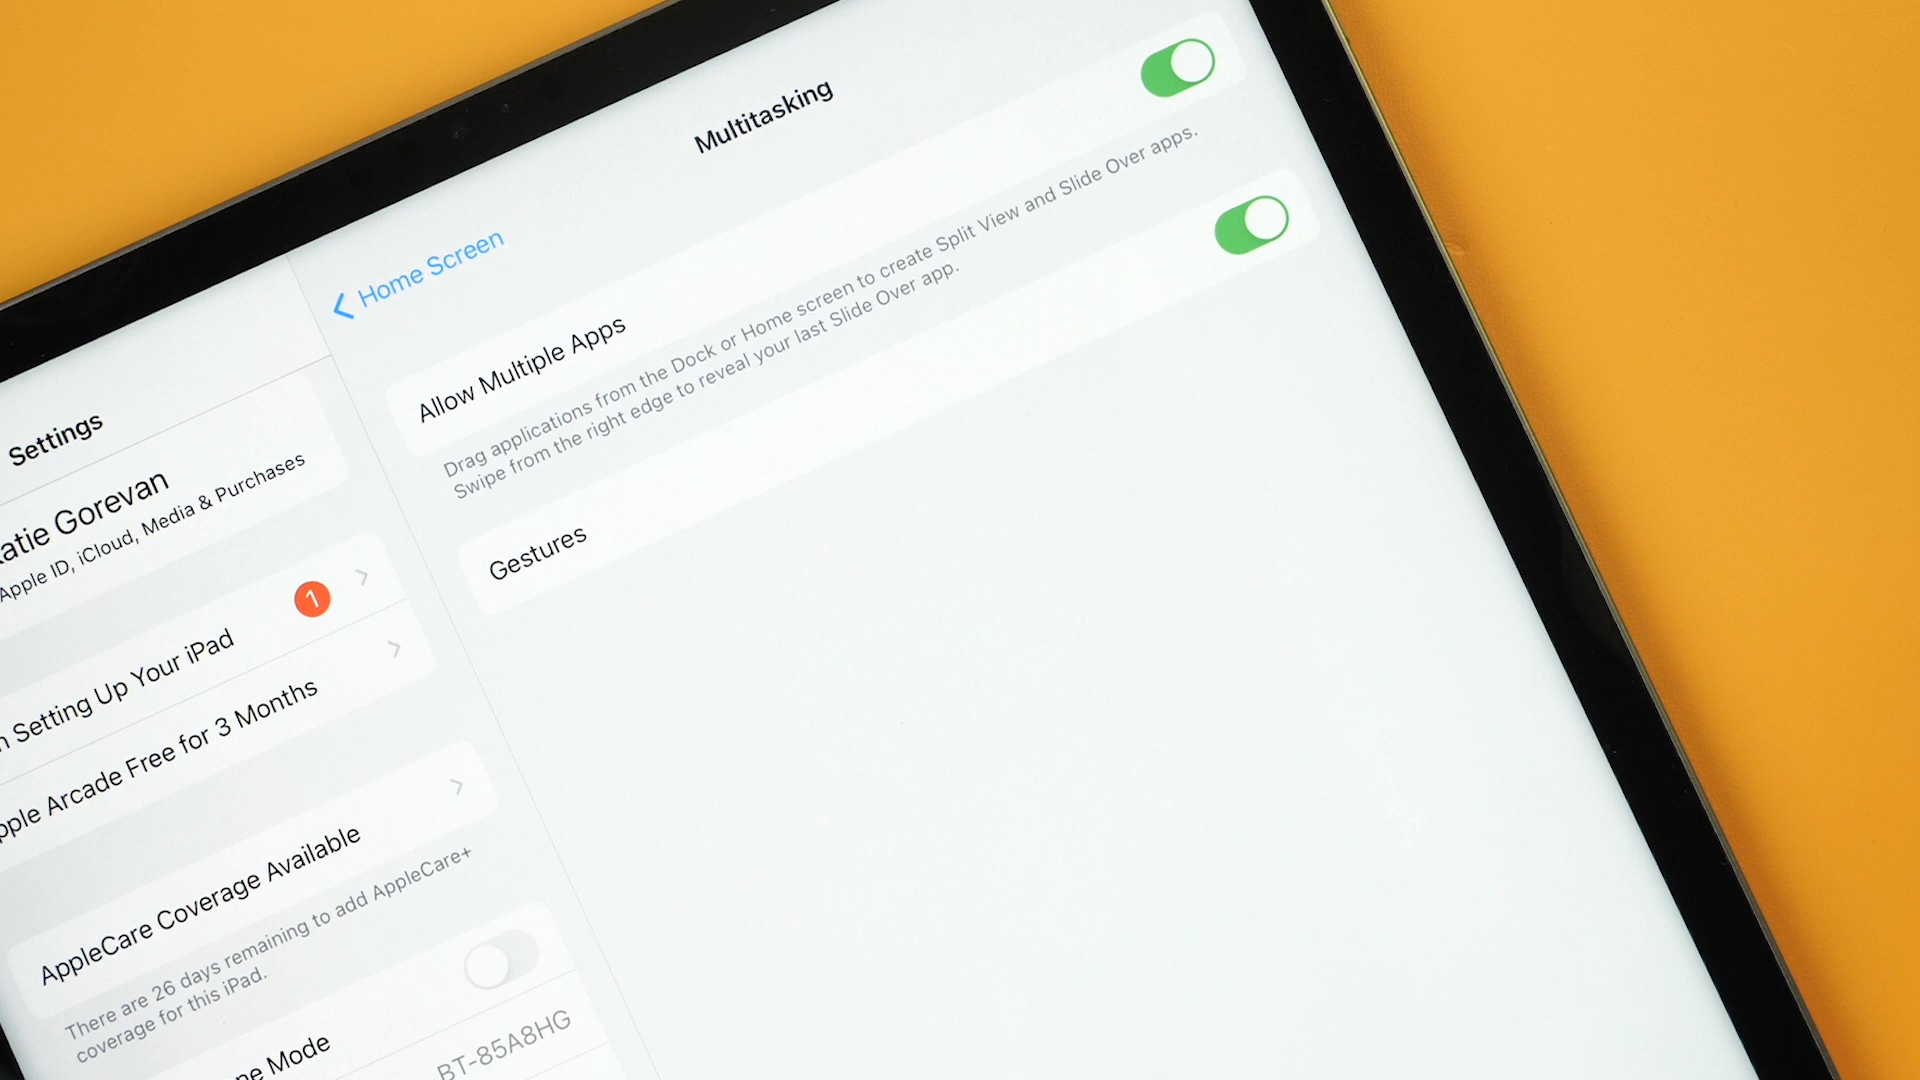 Settings
Gorevan
Apple ID, iCloud, Media & Purchases
Setting Up Your iPad
1
Arcade Free for 3 Months
AppleCare Coverage Available
There are 26 days remaining to add AppleCare+
coverage for this iPad.
Mode
BT-85A8HG
Home Screen
Multitasking
Allow Multiple Apps
Drag applications from the Dock or Home screen to create Split View and Slide Over apps.
Swipe from the right edge to reveal your last Slide Over app.
Gestures